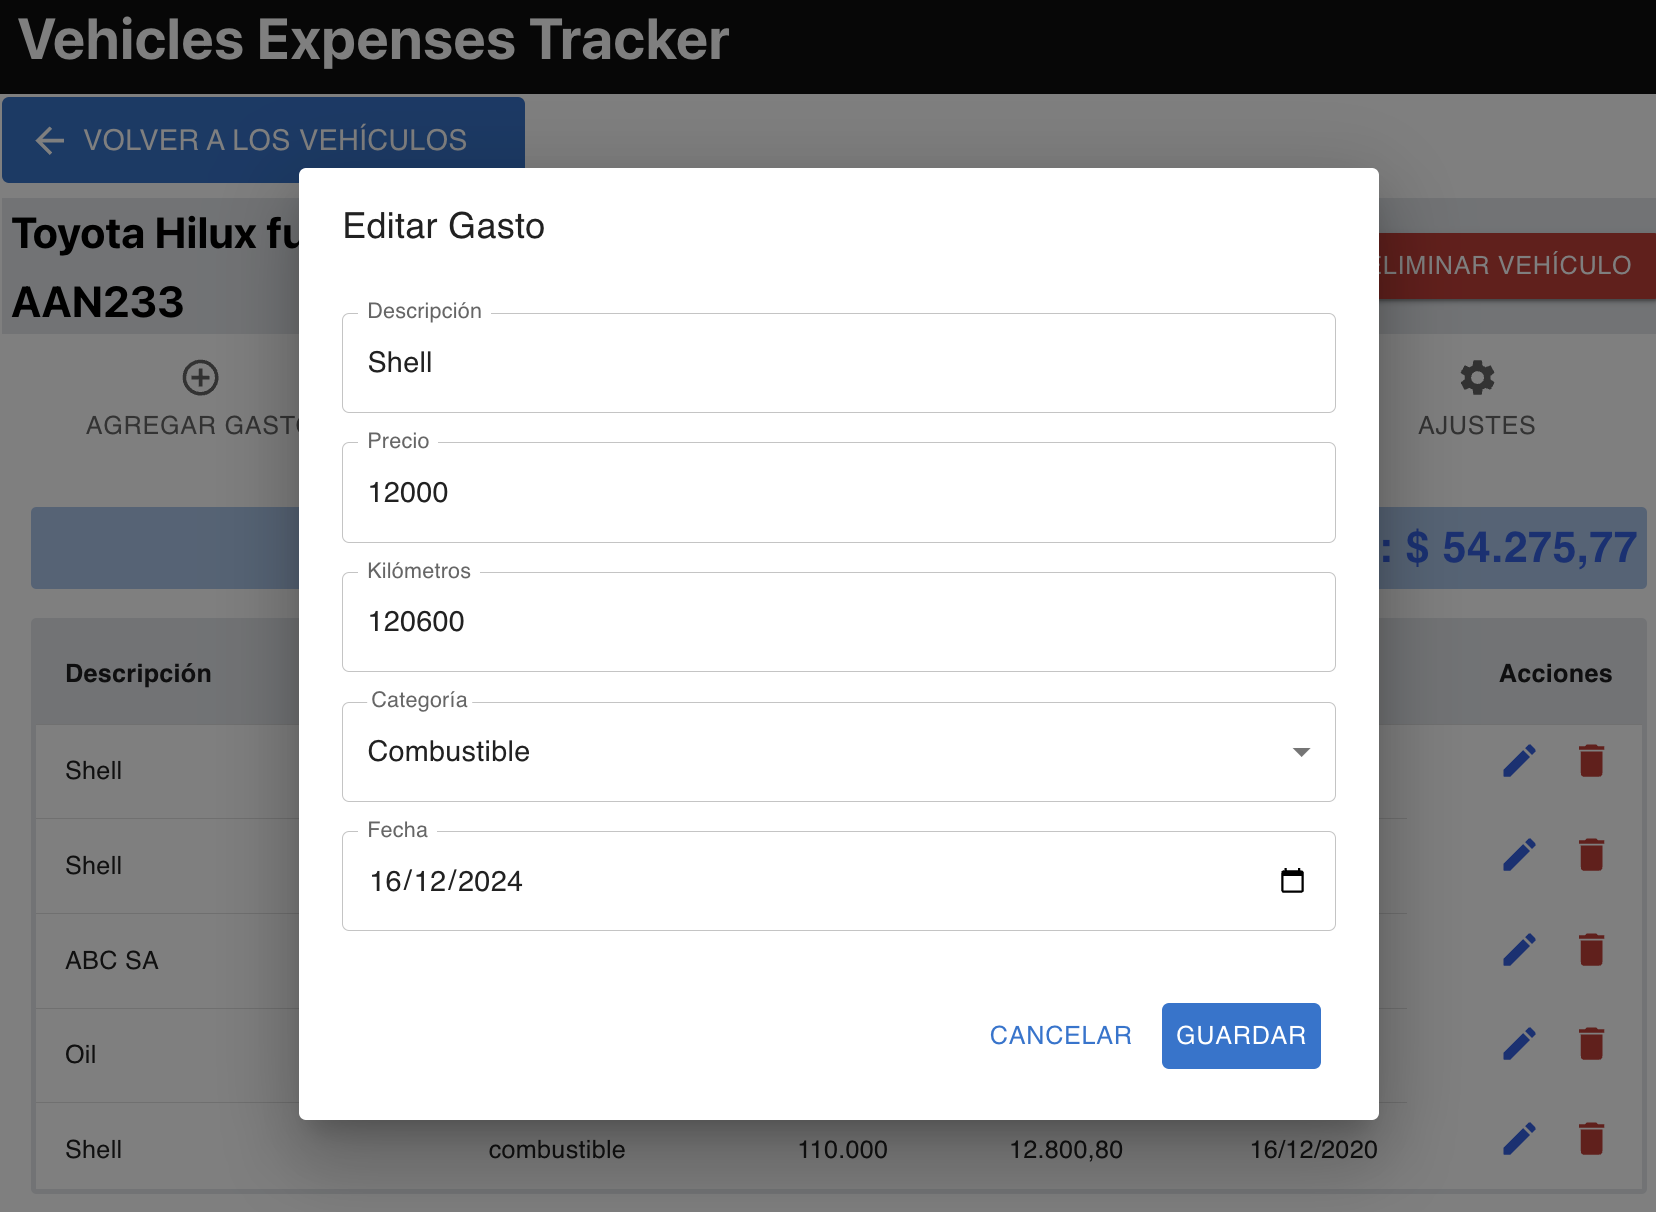 Vehicles Expenses Tracker
VOLVER A LOS VEHÍCULOS
Toyota Hilux fu
AAN233
ELIMINAR VEHÍCULO
AGREGAR GASTO
AJUSTES
: $ 54.275,77
Editar Gasto
Descripción
Shell
Precio
12000
Kilómetros
120600
Categoría
Combustible
Fecha
16/12/2024
CANCELAR
GUARDAR
Descripción
Acciones
Shell
Shell
ABC SA
Oil
Shell combustible 110.000 12.800,80 16/12/2020